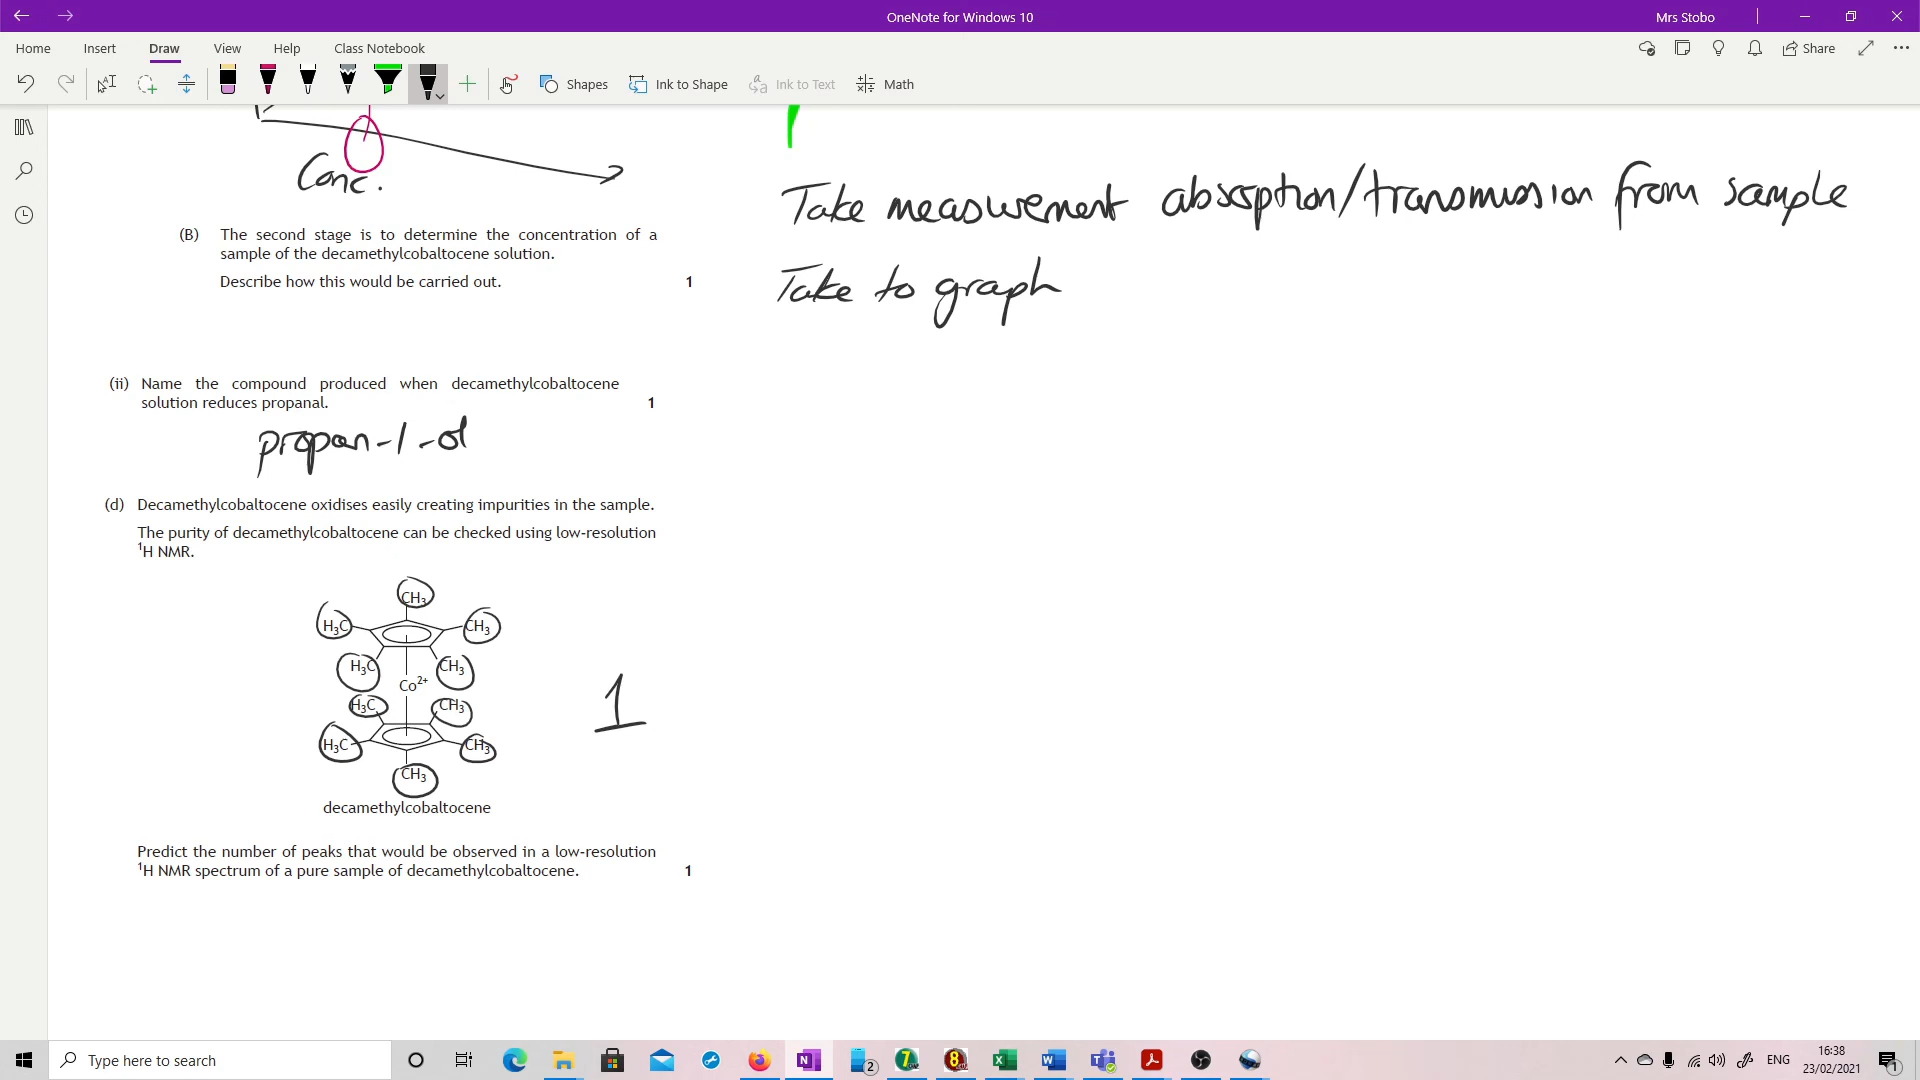 OneNote for Windows 10
Mrs Stobo
Home Insert Draw View Help Class Notebook
Share
Shapes Ink to Shape Ink to Text Math
Conc.
Take measurement absorption/transmission from sample
Take to graph
(B) The second stage is to determine the concentration of a
sample of the decamethylcobaltocene solution.
Describe how this would be carried out. 1
(ii) Name the compound produced when decamethylcobaltocene
solution reduces propanal. 1
propan-1-ol
(d) Decamethylcobaltocene oxidises easily creating impurities in the sample.
The purity of decamethylcobaltocene can be checked using low-resolution
¹H NMR.
CH₃
H₃C CH₃
H₃C CH₃
Co²⁺
H₃C CH₃
H₃C CH₃
CH₃
1
decamethylcobaltocene
Predict the number of peaks that would be observed in a low-resolution
¹H NMR spectrum of a pure sample of decamethylcobaltocene. 1
Type here to search
2
7
8
ENG
16:38
23/02/2021
1